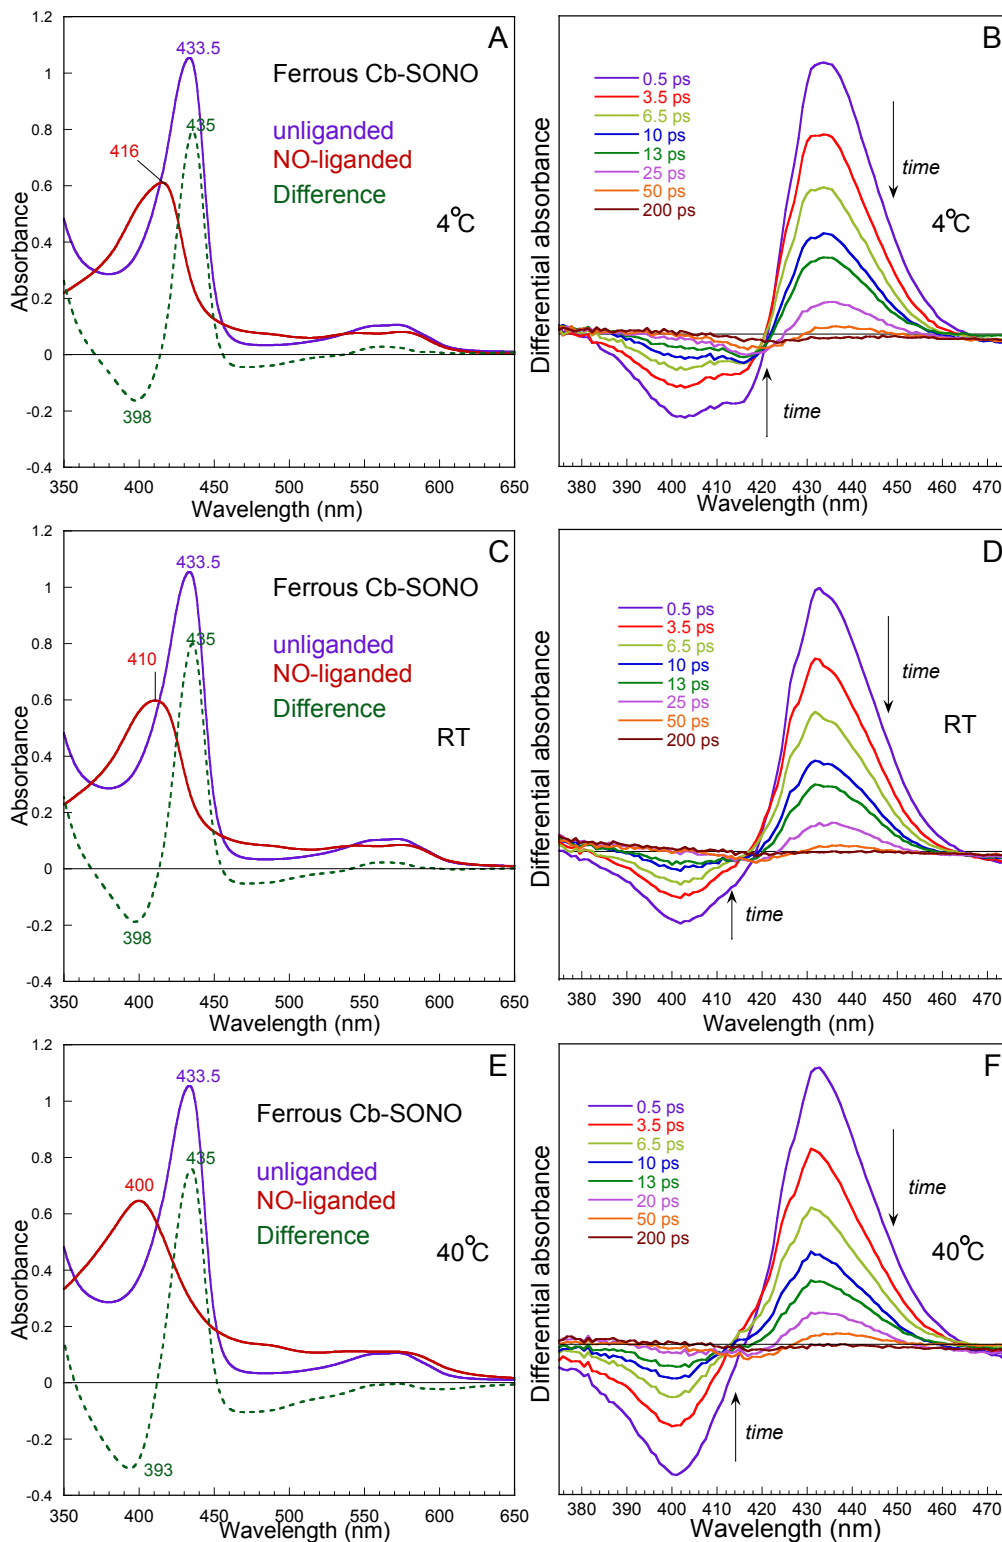 A
1.2
1
0.8
0.6
0.4
0.2
0
-0.2
-0.4
Absorbance
433.5
Ferrous Cb-SONO
435
unliganded
416
NO-liganded
Difference
4°C
398
350 400 450 500 550 600 650
Wavelength (nm)
B
Differential absorbance
0.5 ps
3.5 ps
6.5 ps
10 ps
13 ps
25 ps
50 ps
200 ps
time
4°C
time
380 390 400 410 420 430 440 450 460 470
Wavelength (nm)
C
1.2
1
0.8
0.6
0.4
0.2
0
-0.2
-0.4
Absorbance
433.5
Ferrous Cb-SONO
435
unliganded
410
NO-liganded
Difference
RT
398
350 400 450 500 550 600 650
Wavelength (nm)
D
Differential absorbance
0.5 ps
3.5 ps
6.5 ps
10 ps
13 ps
25 ps
50 ps
200 ps
time
RT
time
380 390 400 410 420 430 440 450 460 470
Wavelength (nm)
E
1.2
1
0.8
0.6
0.4
0.2
0
-0.2
-0.4
Absorbance
433.5
Ferrous Cb-SONO
435
unliganded
400
NO-liganded
Difference
40°C
393
350 400 450 500 550 600 650
Wavelength (nm)
F
Differential absorbance
0.5 ps
3.5 ps
6.5 ps
10 ps
13 ps
20 ps
50 ps
200 ps
time
40°C
time
380 390 400 410 420 430 440 450 460 470
Wavelength (nm)